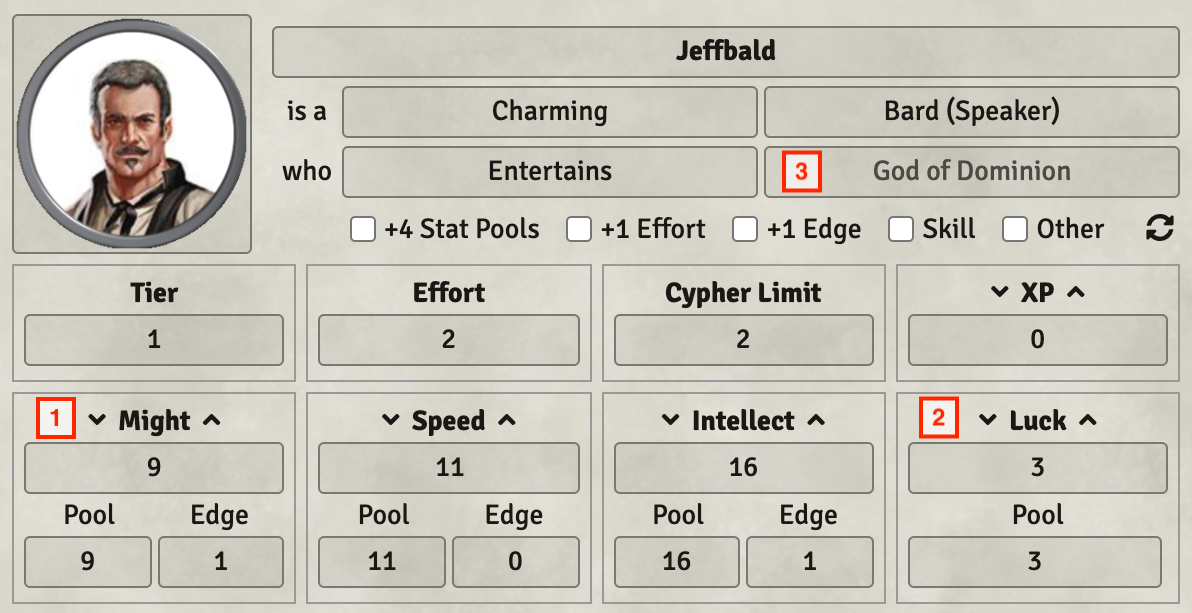 Jeffbald
is a Charming Bard (Speaker)
who Entertains 3 God of Dominion
+4 Stat Pools +1 Effort +1 Edge Skill Other
Tier Effort Cypher Limit XP
1 2 2 0
1 Might Speed Intellect 2 Luck
9 11 16 3
Pool Edge Pool Edge Pool Edge Pool
9 1 11 0 16 1 3